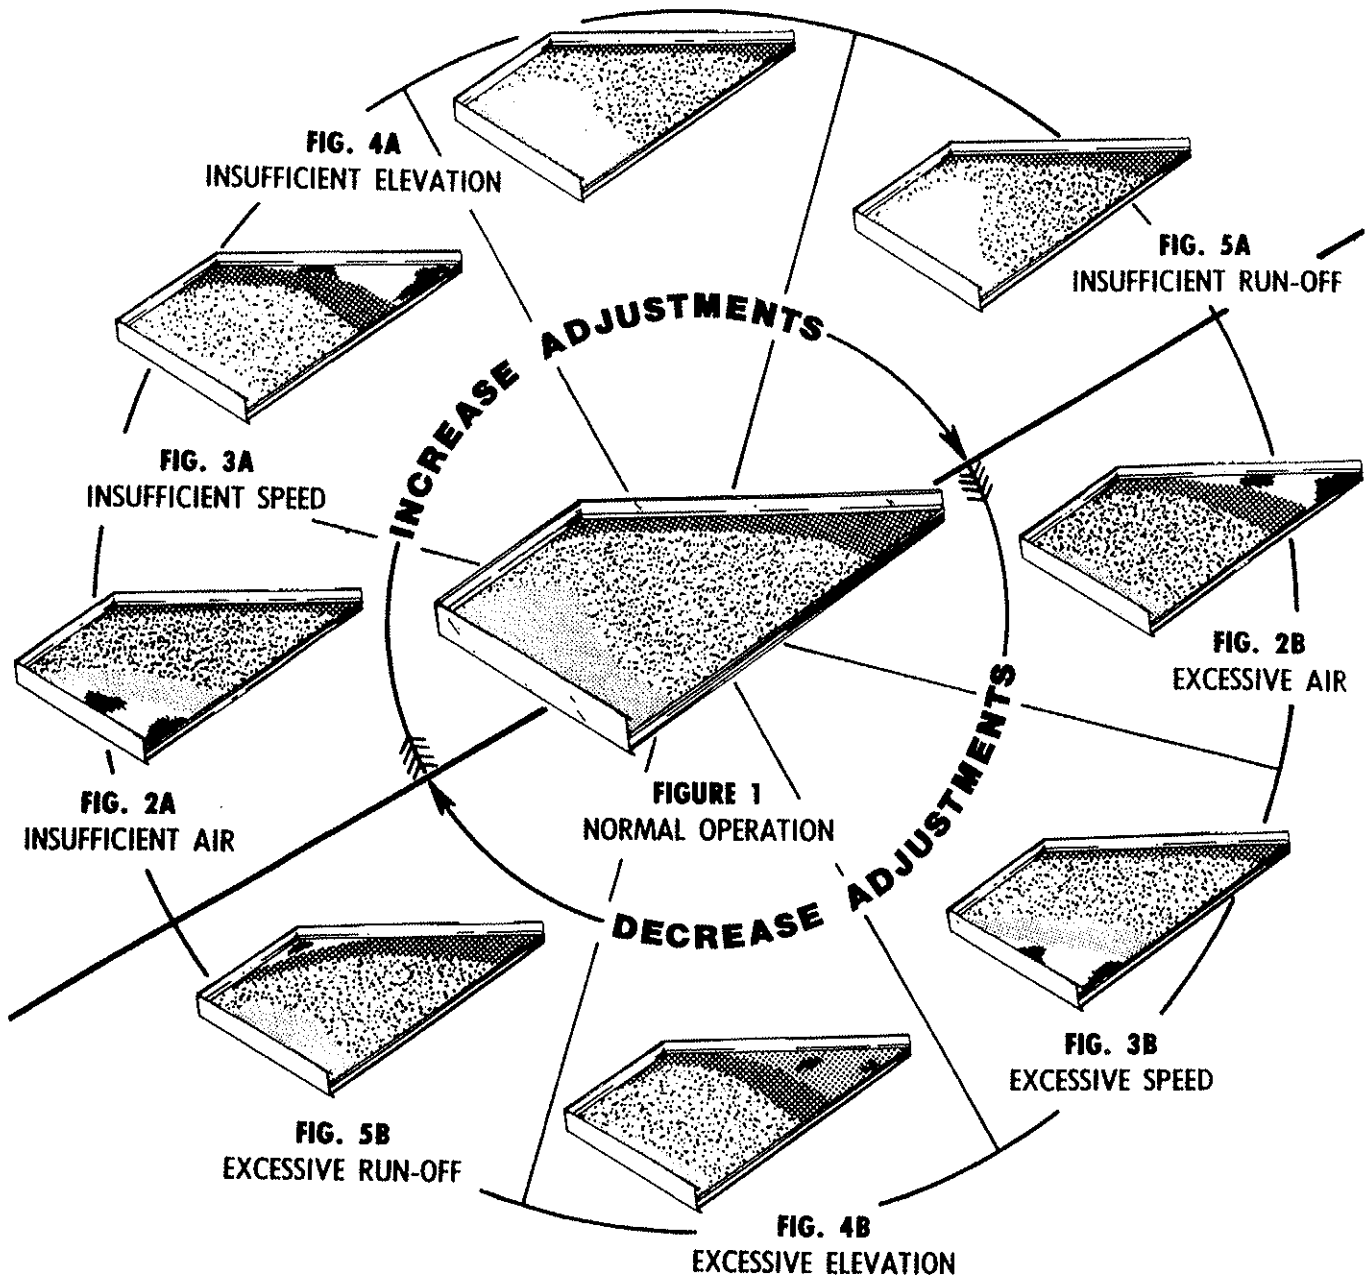 FIG. 4A
INSUFFICIENT ELEVATION
FIG. 5A
INSUFFICIENT RUN-OFF
INCREASE ADJUSTMENTS
FIG. 3A
INSUFFICIENT SPEED
FIG. 2B
EXCESSIVE AIR
FIG. 2A
INSUFFICIENT AIR
FIGURE 1
NORMAL OPERATION
DECREASE ADJUSTMENTS
FIG. 3B
EXCESSIVE SPEED
FIG. 5B
EXCESSIVE RUN-OFF
FIG. 4B
EXCESSIVE ELEVATION